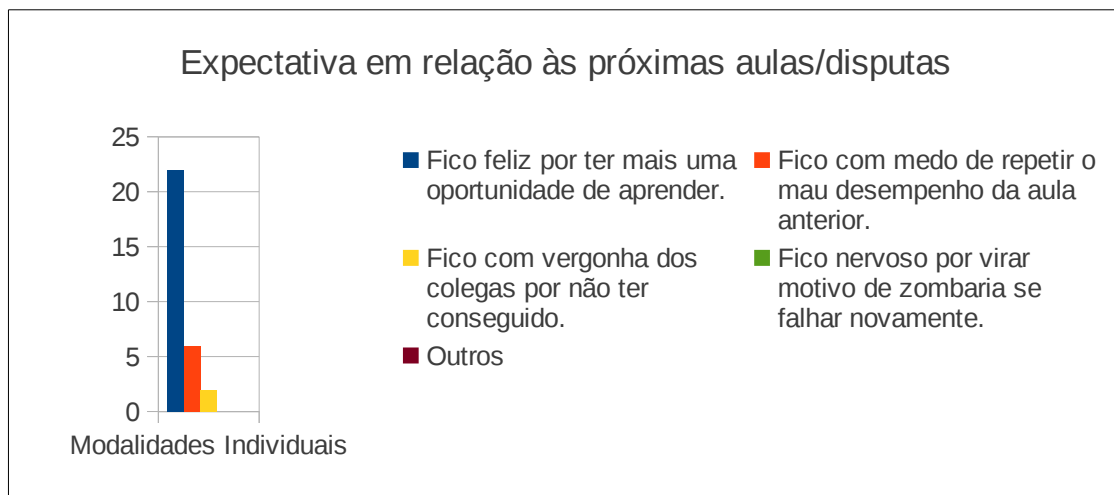 Expectativa em relação às próximas aulas/disputas
25
20
15
10
5
0
Modalidades Individuais
Fico feliz por ter mais uma
oportunidade de aprender.
Fico com medo de repetir o
mau desempenho da aula
anterior.
Fico com vergonha dos
colegas por não ter
conseguido.
Fico nervoso por virar
motivo de zombaria se
falhar novamente.
Outros